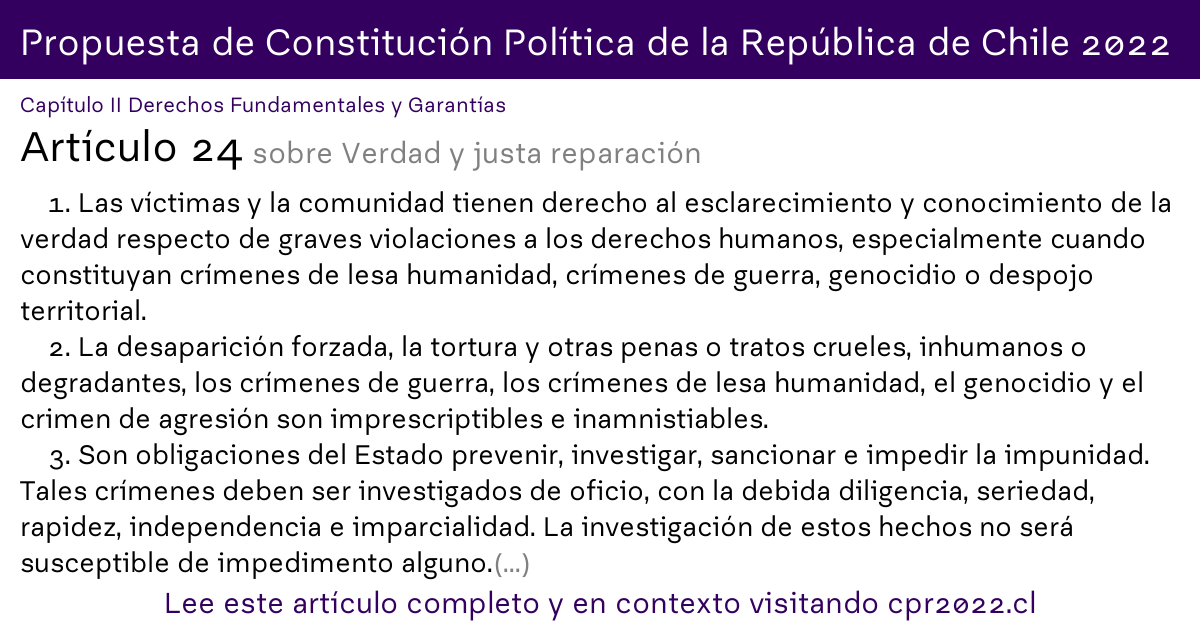 Propuesta de Constitución Política de la República de Chile 2022
Capítulo II Derechos Fundamentales y Garantías
Artículo 24 sobre Verdad y justa reparación
1. Las víctimas y la comunidad tienen derecho al esclarecimiento y conocimiento de la
verdad respecto de graves violaciones a los derechos humanos, especialmente cuando
constituyan crímenes de lesa humanidad, crímenes de guerra, genocidio o despojo
territorial.
2. La desaparición forzada, la tortura y otras penas o tratos crueles, inhumanos o
degradantes, los crímenes de guerra, los crímenes de lesa humanidad, el genocidio y el
crimen de agresión son imprescriptibles e inamnistiables.
3. Son obligaciones del Estado prevenir, investigar, sancionar e impedir la impunidad.
Tales crímenes deben ser investigados de oficio, con la debida diligencia, seriedad,
rapidez, independencia e imparcialidad. La investigación de estos hechos no será
susceptible de impedimento alguno.(...)
Lee este artículo completo y en contexto visitando cpr2022.cl